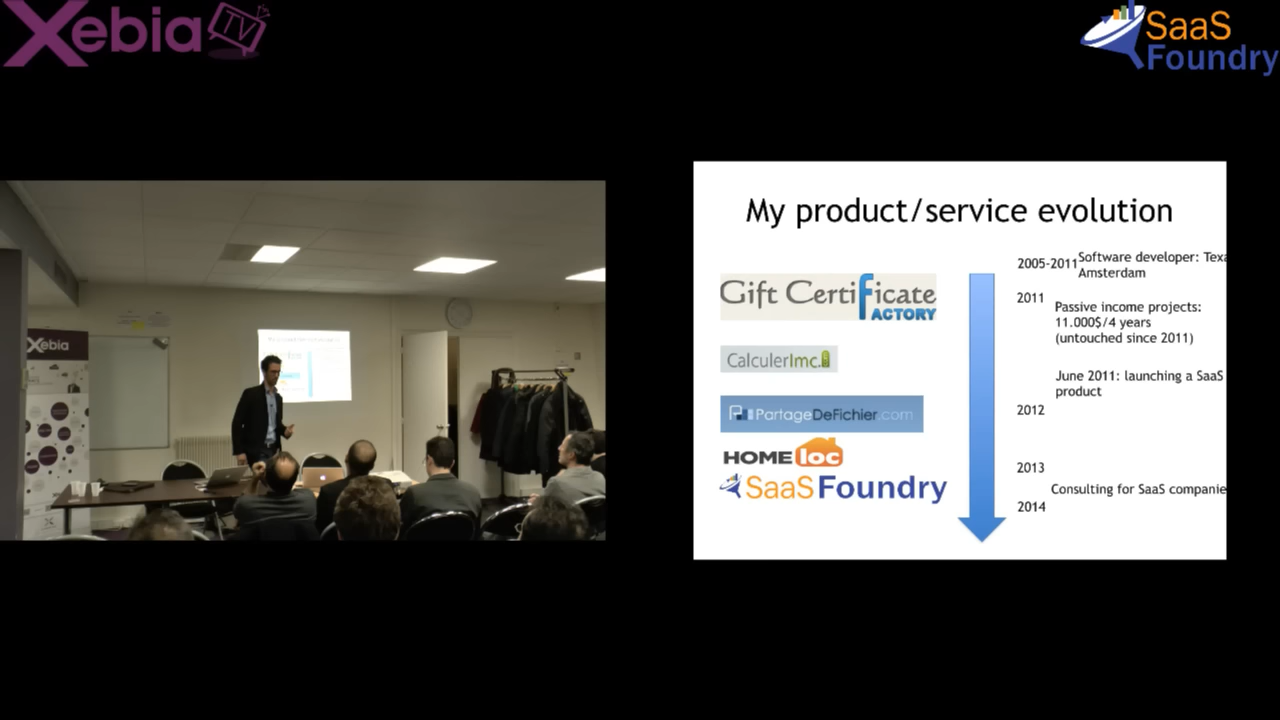 Xebia TV
SaaS
Foundry
Xebia
My product/service evolution
Gift Certificate
FACTORY
CalculerImc
PartageDeFichier.com
HOME loc
SaaS Foundry
2005-2011
Software developer: Texa
Amsterdam
2011
Passive income projects:
11.000$/4 years
(untouched since 2011)
June 2011: launching a SaaS
product
2012
2013
Consulting for SaaS companie
2014